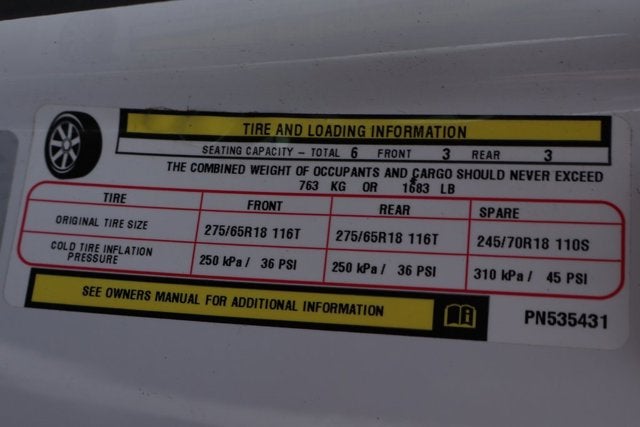 TIRE AND LOADING INFORMATION
SEATING CAPACITY - TOTAL 6 FRONT 3 REAR 3
THE COMBINED WEIGHT OF OCCUPANTS AND CARGO SHOULD NEVER EXCEED
763 KG OR 1683 LB
TIRE FRONT REAR SPARE
ORIGINAL TIRE SIZE 275/65R18 116T 275/65R18 116T 245/70R18 110S
COLD TIRE INFLATION
PRESSURE 250 kPa / 36 PSI 250 kPa / 36 PSI 310 kPa / 45 PSI
SEE OWNERS MANUAL FOR ADDITIONAL INFORMATION
PN535431